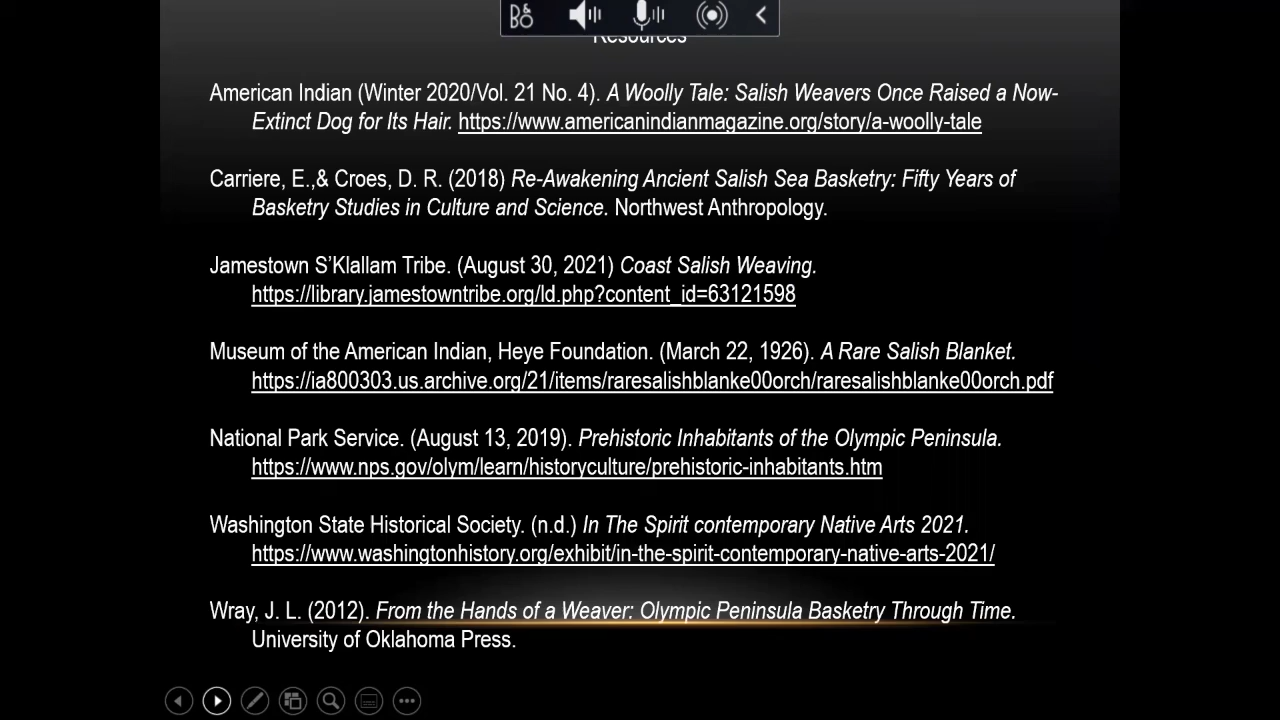 B&O
Resources
American Indian (Winter 2020/Vol. 21 No. 4). A Woolly Tale: Salish Weavers Once Raised a Now-
Extinct Dog for Its Hair. https://www.americanindianmagazine.org/story/a-woolly-tale
Carriere, E.,& Croes, D. R. (2018) Re-Awakening Ancient Salish Sea Basketry: Fifty Years of
Basketry Studies in Culture and Science. Northwest Anthropology.
Jamestown S’Klallam Tribe. (August 30, 2021) Coast Salish Weaving.
https://library.jamestowntribe.org/ld.php?content_id=63121598
Museum of the American Indian, Heye Foundation. (March 22, 1926). A Rare Salish Blanket.
https://ia800303.us.archive.org/21/items/raresalishblanke00orch/raresalishblanke00orch.pdf
National Park Service. (August 13, 2019). Prehistoric Inhabitants of the Olympic Peninsula.
https://www.nps.gov/olym/learn/historyculture/prehistoric-inhabitants.htm
Washington State Historical Society. (n.d.) In The Spirit contemporary Native Arts 2021.
https://www.washingtonhistory.org/exhibit/in-the-spirit-contemporary-native-arts-2021/
Wray, J. L. (2012). From the Hands of a Weaver: Olympic Peninsula Basketry Through Time.
University of Oklahoma Press.